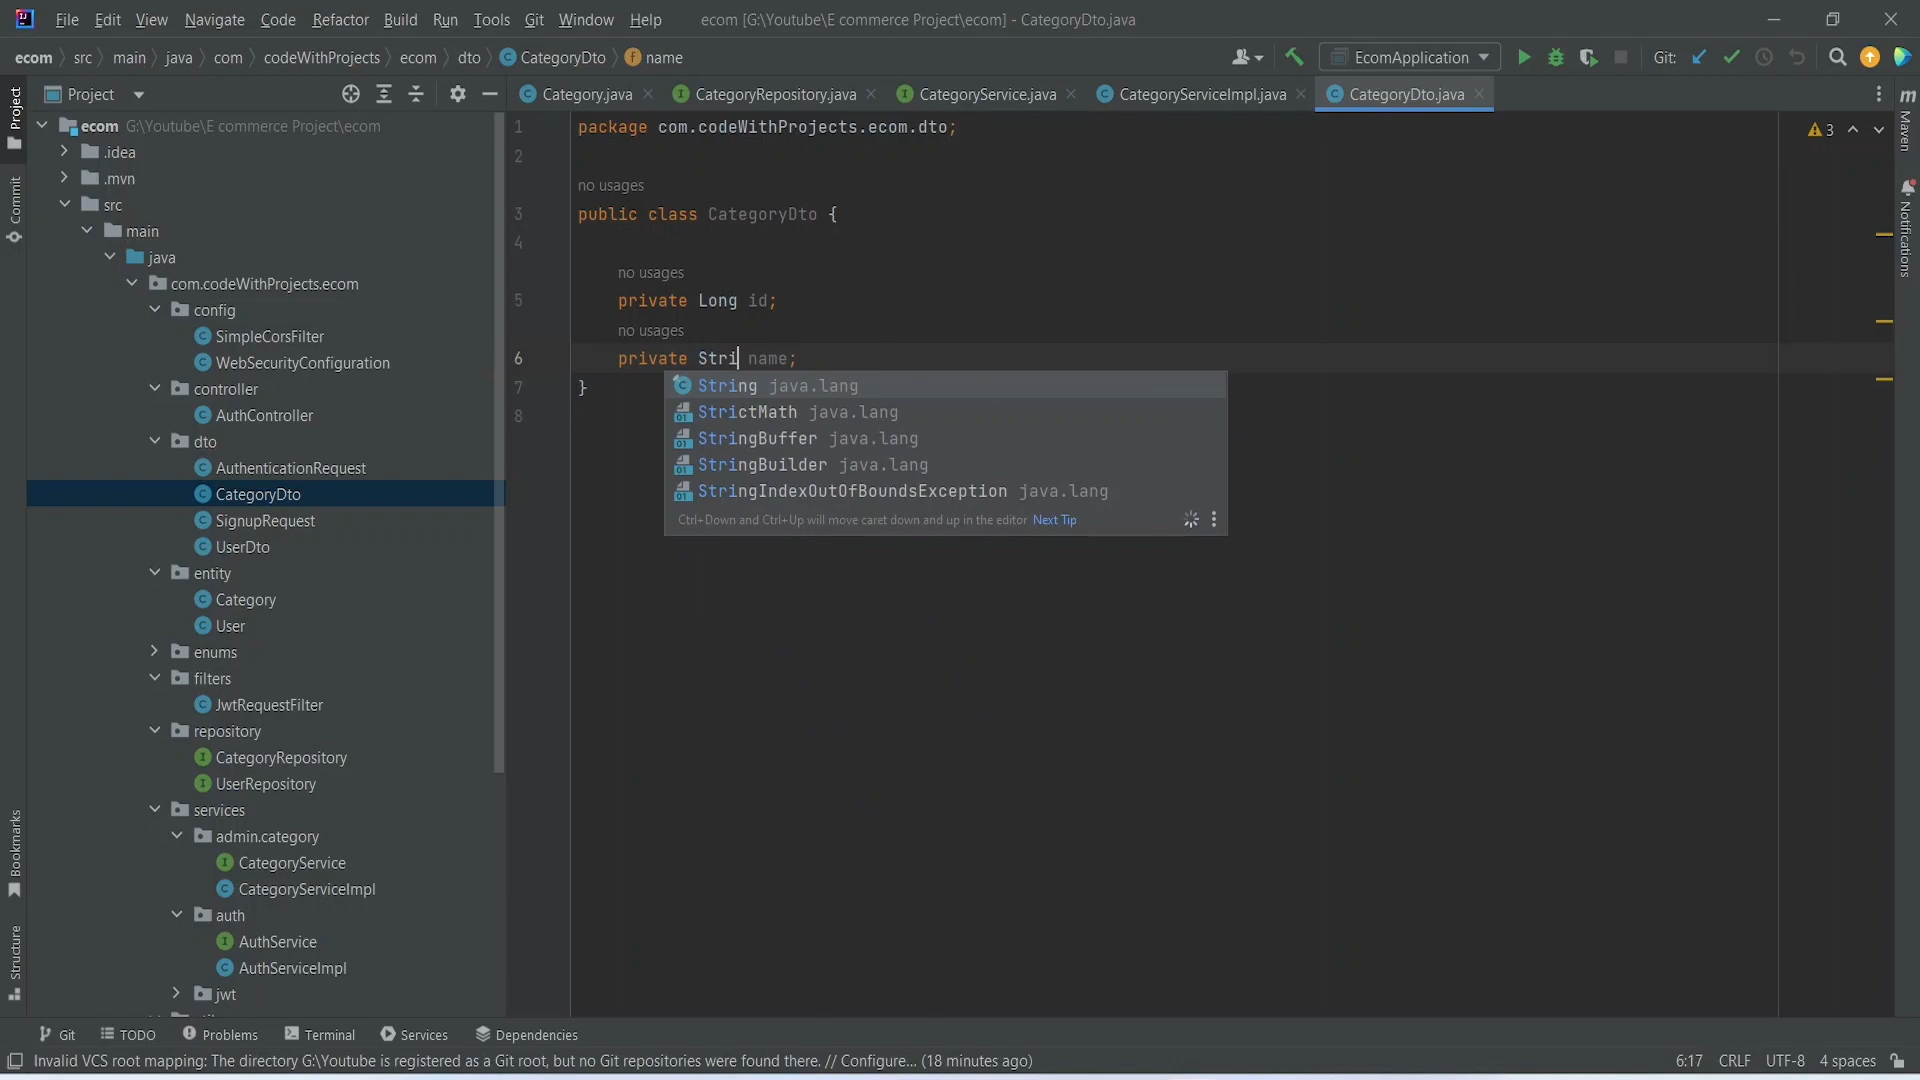 File Edit View Navigate Code Refactor Build Run Tools Git Window Help ecom [G:\Youtube\E commerce Project\ecom] - CategoryDto.java
ecom src main java com codeWithProjects ecom dto CategoryDto name EcomApplication Git:
Project Category.java CategoryRepository.java CategoryService.java CategoryServiceImpl.java CategoryDto.java
ecom G:\Youtube\E commerce Project\ecom
.idea
.mvn
src
main
java
com.codeWithProjects.ecom
config
SimpleCorsFilter
WebSecurityConfiguration
controller
AuthController
dto
AuthenticationRequest
CategoryDto
SignupRequest
UserDto
entity
Category
User
enums
filters
JwtRequestFilter
repository
CategoryRepository
UserRepository
services
admin.category
CategoryService
CategoryServiceImpl
auth
AuthService
AuthServiceImpl
jwt
1 package com.codeWithProjects.ecom.dto;
2
no usages
3 public class CategoryDto {
4
no usages
5 private Long id;
no usages
6 private Stri name;
7 }
8
String java.lang
StrictMath java.lang
StringBuffer java.lang
StringBuilder java.lang
StringIndexOutOfBoundsException java.lang
Ctrl+Down and Ctrl+Up will move caret down and up in the editor Next Tip
3
Project
Commit
Bookmarks
Structure
m
Maven
Notifications
Git TODO Problems Terminal Services Dependencies
Invalid VCS root mapping: The directory G:\Youtube is registered as a Git root, but no Git repositories were found there. // Configure... (18 minutes ago) 6:17 CRLF UTF-8 4 spaces